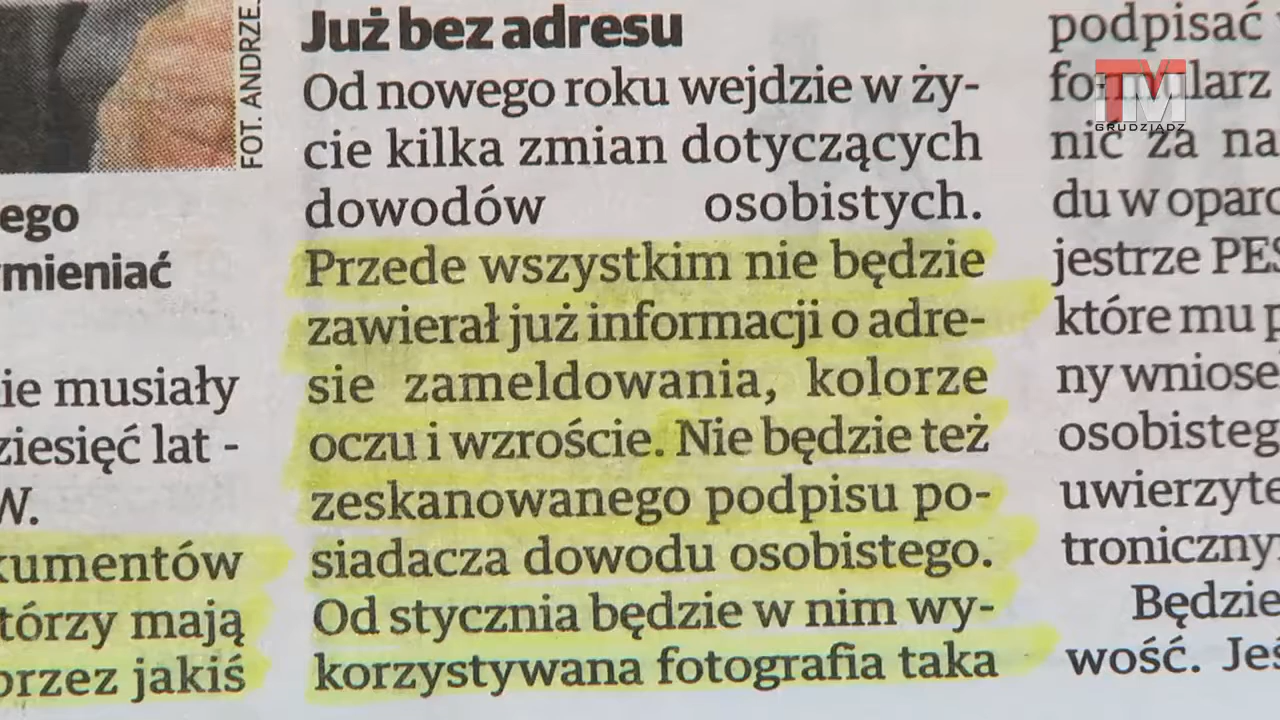 FOT. ANDRZE
ego
mieniać
ie musiały
ziesięć lat -
W.
kumentów
tórzy mają
przez jakiś
Już bez adresu
Od nowego roku wejdzie w ży-
cie kilka zmian dotyczących
dowodów osobistych.
Przede wszystkim nie będzie
zawierał już informacji o adre-
sie zameldowania, kolorze
oczu i wzroście. Nie będzie też
zeskanowanego podpisu po-
siadacza dowodu osobistego.
Od stycznia będzie w nim wy-
korzystywana fotografia taka
podpisać
formularz
nić za na
du w oparc
jestrze PES
które mu p
ny wniose
osobisteg
uwierzyte
troniczny
Będzie
wość. Jeś
TM
GRUDZIĄDZ